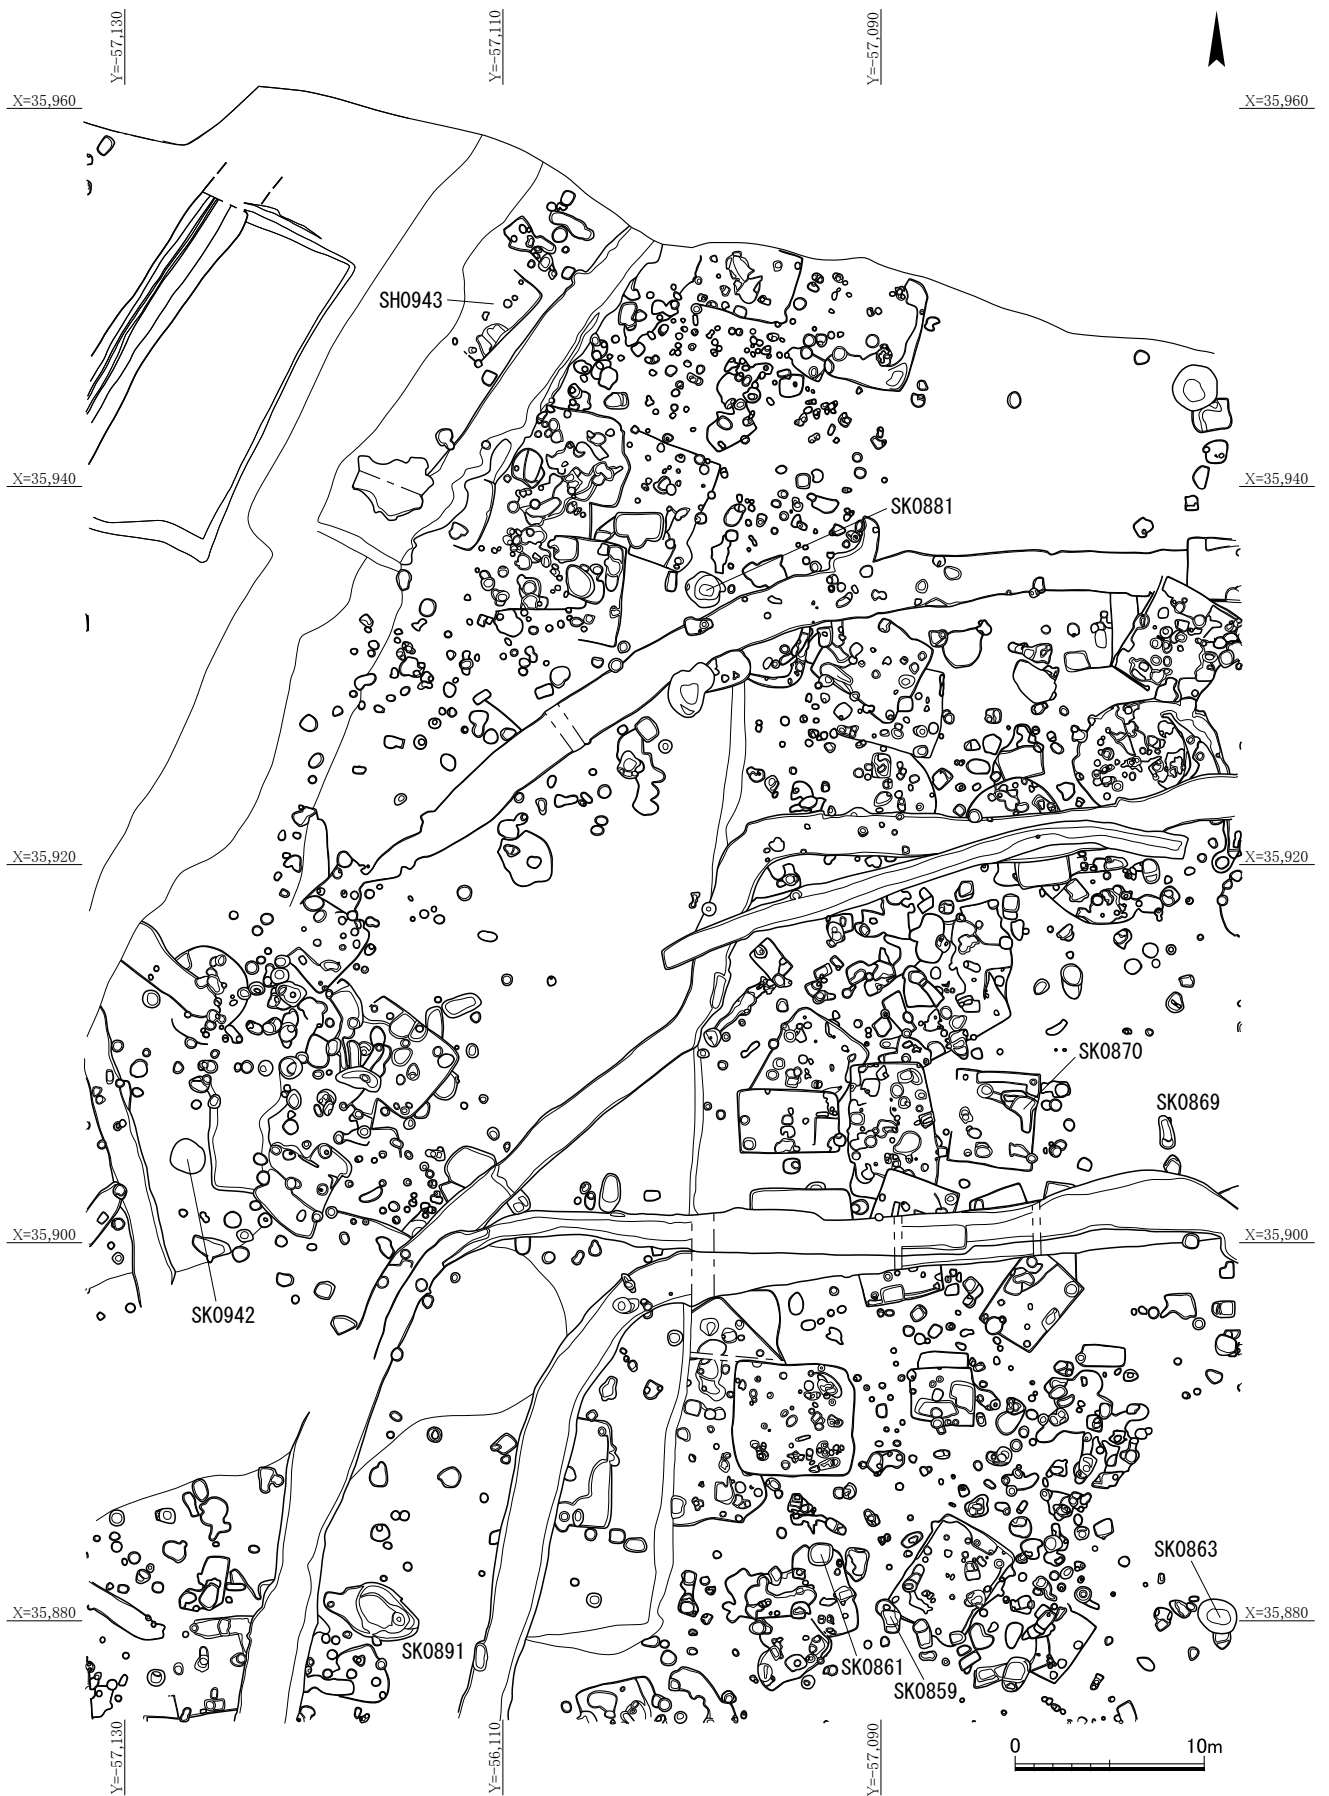 Y=-57,130
Y=-57,110
Y=-57,090
X=35,960
X=35,960
SH0943
X=35,940
X=35,940
SK0881
X=35,920
X=35,920
SK0870
SK0869
X=35,900
X=35,900
SK0942
SK0863
X=35,880
X=35,880
SK0891
SK0861
SK0859
Y=-57,130
Y=-56,110
Y=-57,090
0 10m